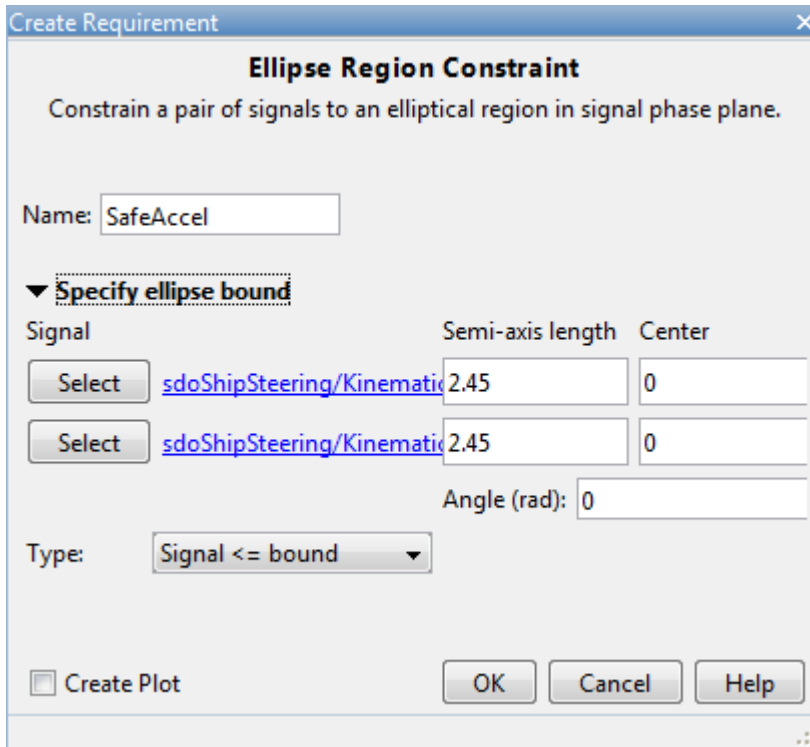 Create Requirement
Ellipse Region Constraint
Constrain a pair of signals to an elliptical region in signal phase plane.
Name: SafeAccel
Specify ellipse bound
Signal Semi-axis length Center
Select sdoShipSteering/Kinematic 2.45 0
Select sdoShipSteering/Kinematic 2.45 0
Angle (rad): 0
Type: Signal <= bound
Create Plot OK Cancel Help